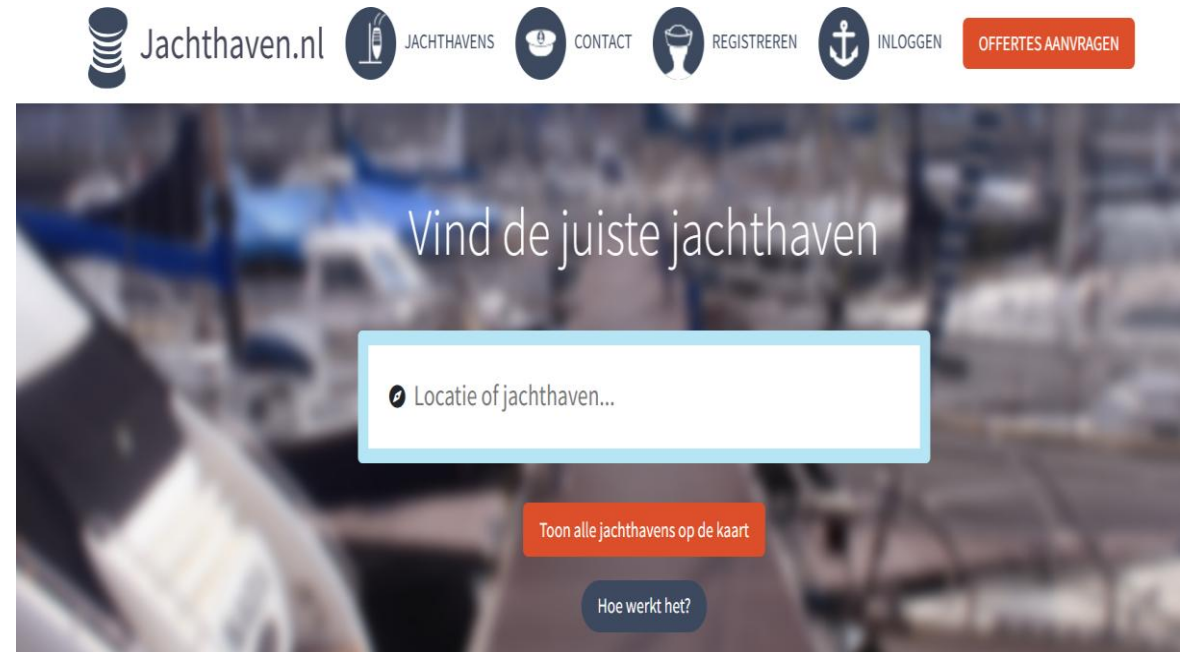 Jachthaven.nl
JACHTHAVENS
CONTACT
REGISTREREN
INLOGGEN
OFFERTES AANVRAGEN
Vind de juiste jachthaven
Locatie of jachthaven...
Toon alle jachthavens op de kaart
Hoe werkt het?